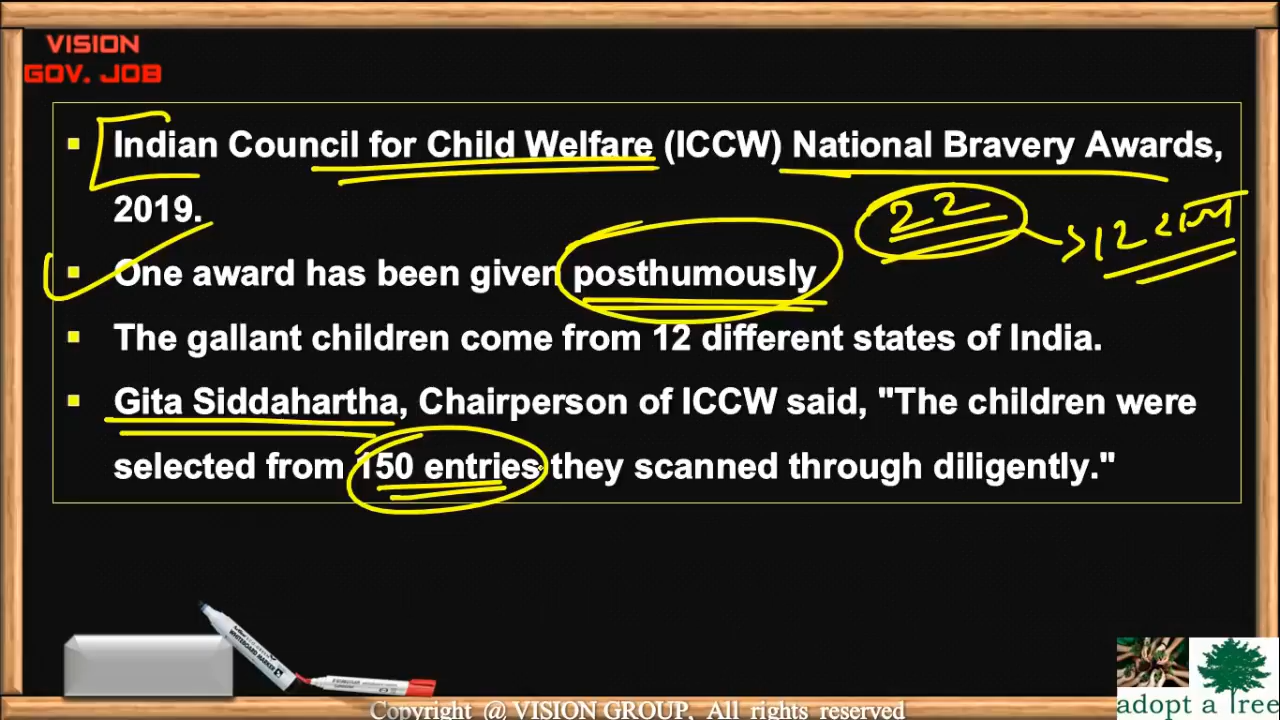 VISION
GOV. JOB
Indian Council for Child Welfare (ICCW) National Bravery Awards,
2019.
22
12
One award has been given posthumously
The gallant children come from 12 different states of India.
Gita Siddahartha, Chairperson of ICCW said, "The children were
selected from 150 entries they scanned through diligently."
adopt a Tree
Copyright @ VISION GROUP, All rights reserved